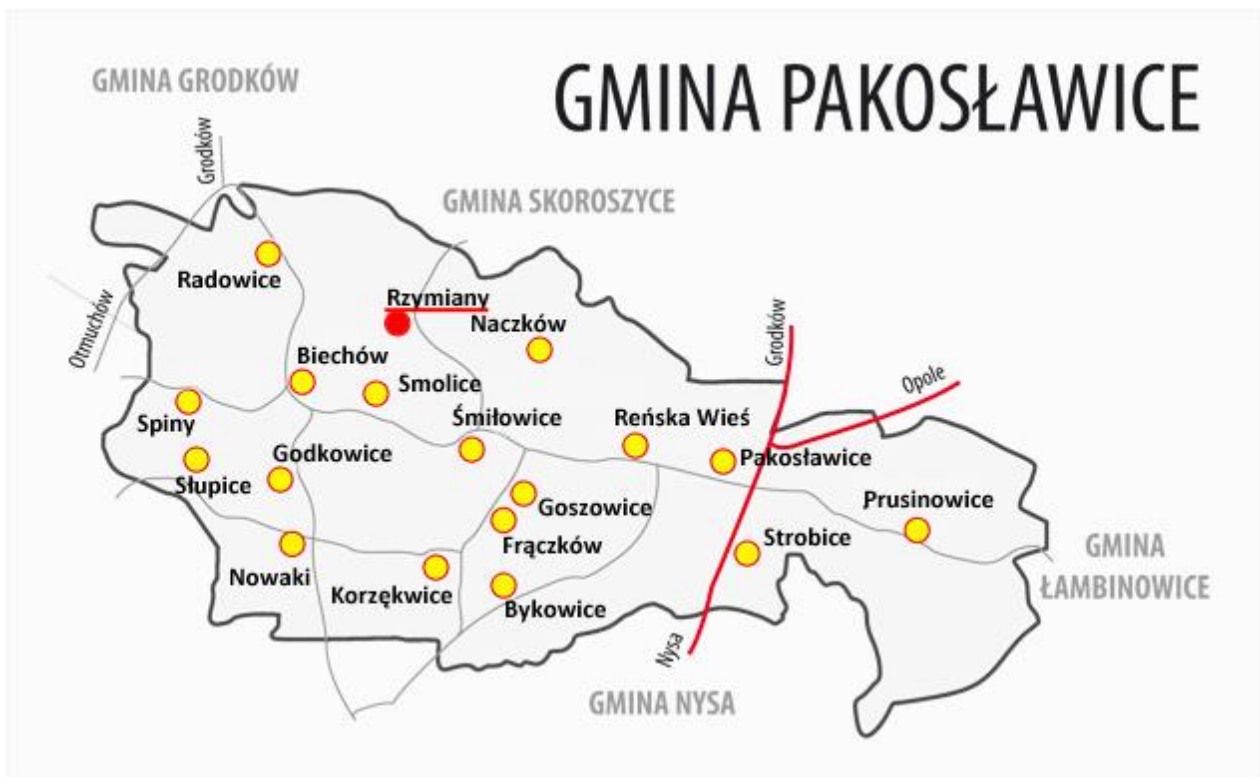 GMINA PAKOSŁAWICE
GMINA GRODKÓW
Grodków
GMINA SKOROSZYCE
Radowice
Otmuchów
Rzymiany
Naczków
Grodków
Biechów
Smolice
Opole
Spiny
Śmiłowice
Reńska Wieś
Godkowice
Pakosławice
Słupice
Goszowice
Prusinowice
Frączków
Strobice
Nowaki
Korzękwice
Bykowice
GMINA
ŁAMBINOWICE
Nysa
GMINA NYSA